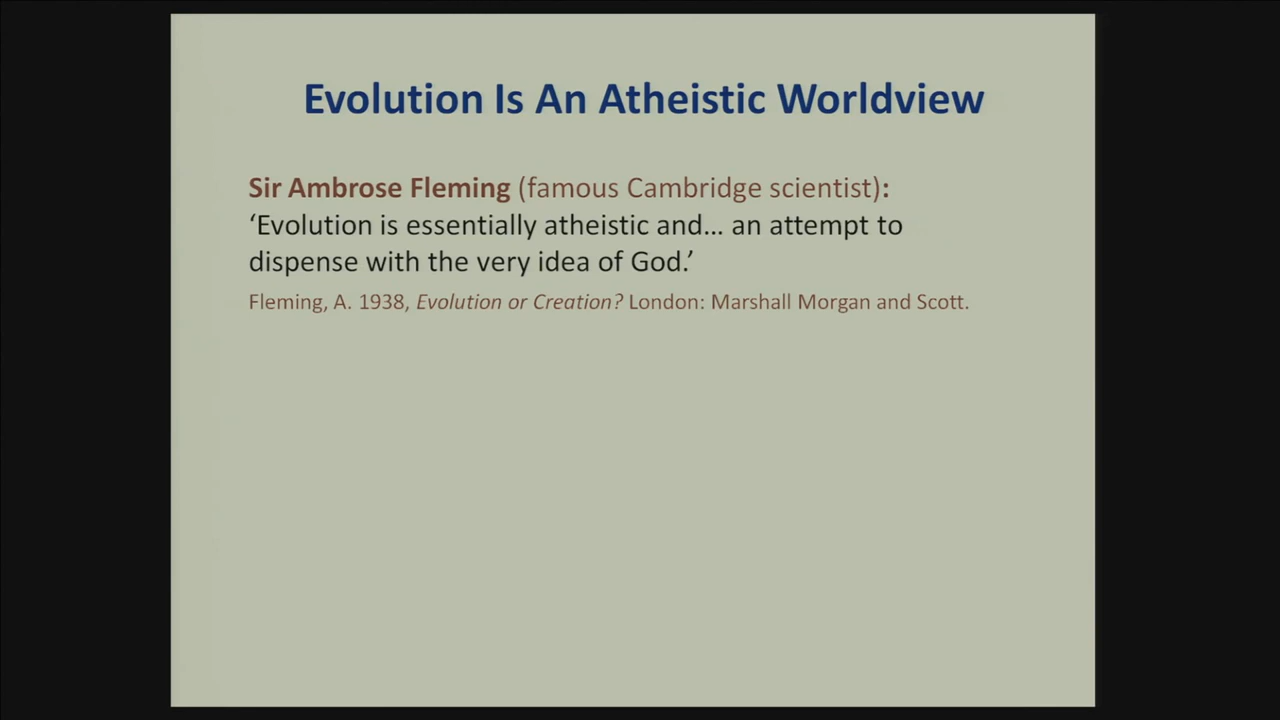 Evolution Is An Atheistic Worldview
Sir Ambrose Fleming (famous Cambridge scientist):
‘Evolution is essentially atheistic and… an attempt to
dispense with the very idea of God.’
Fleming, A. 1938, Evolution or Creation? London: Marshall Morgan and Scott.